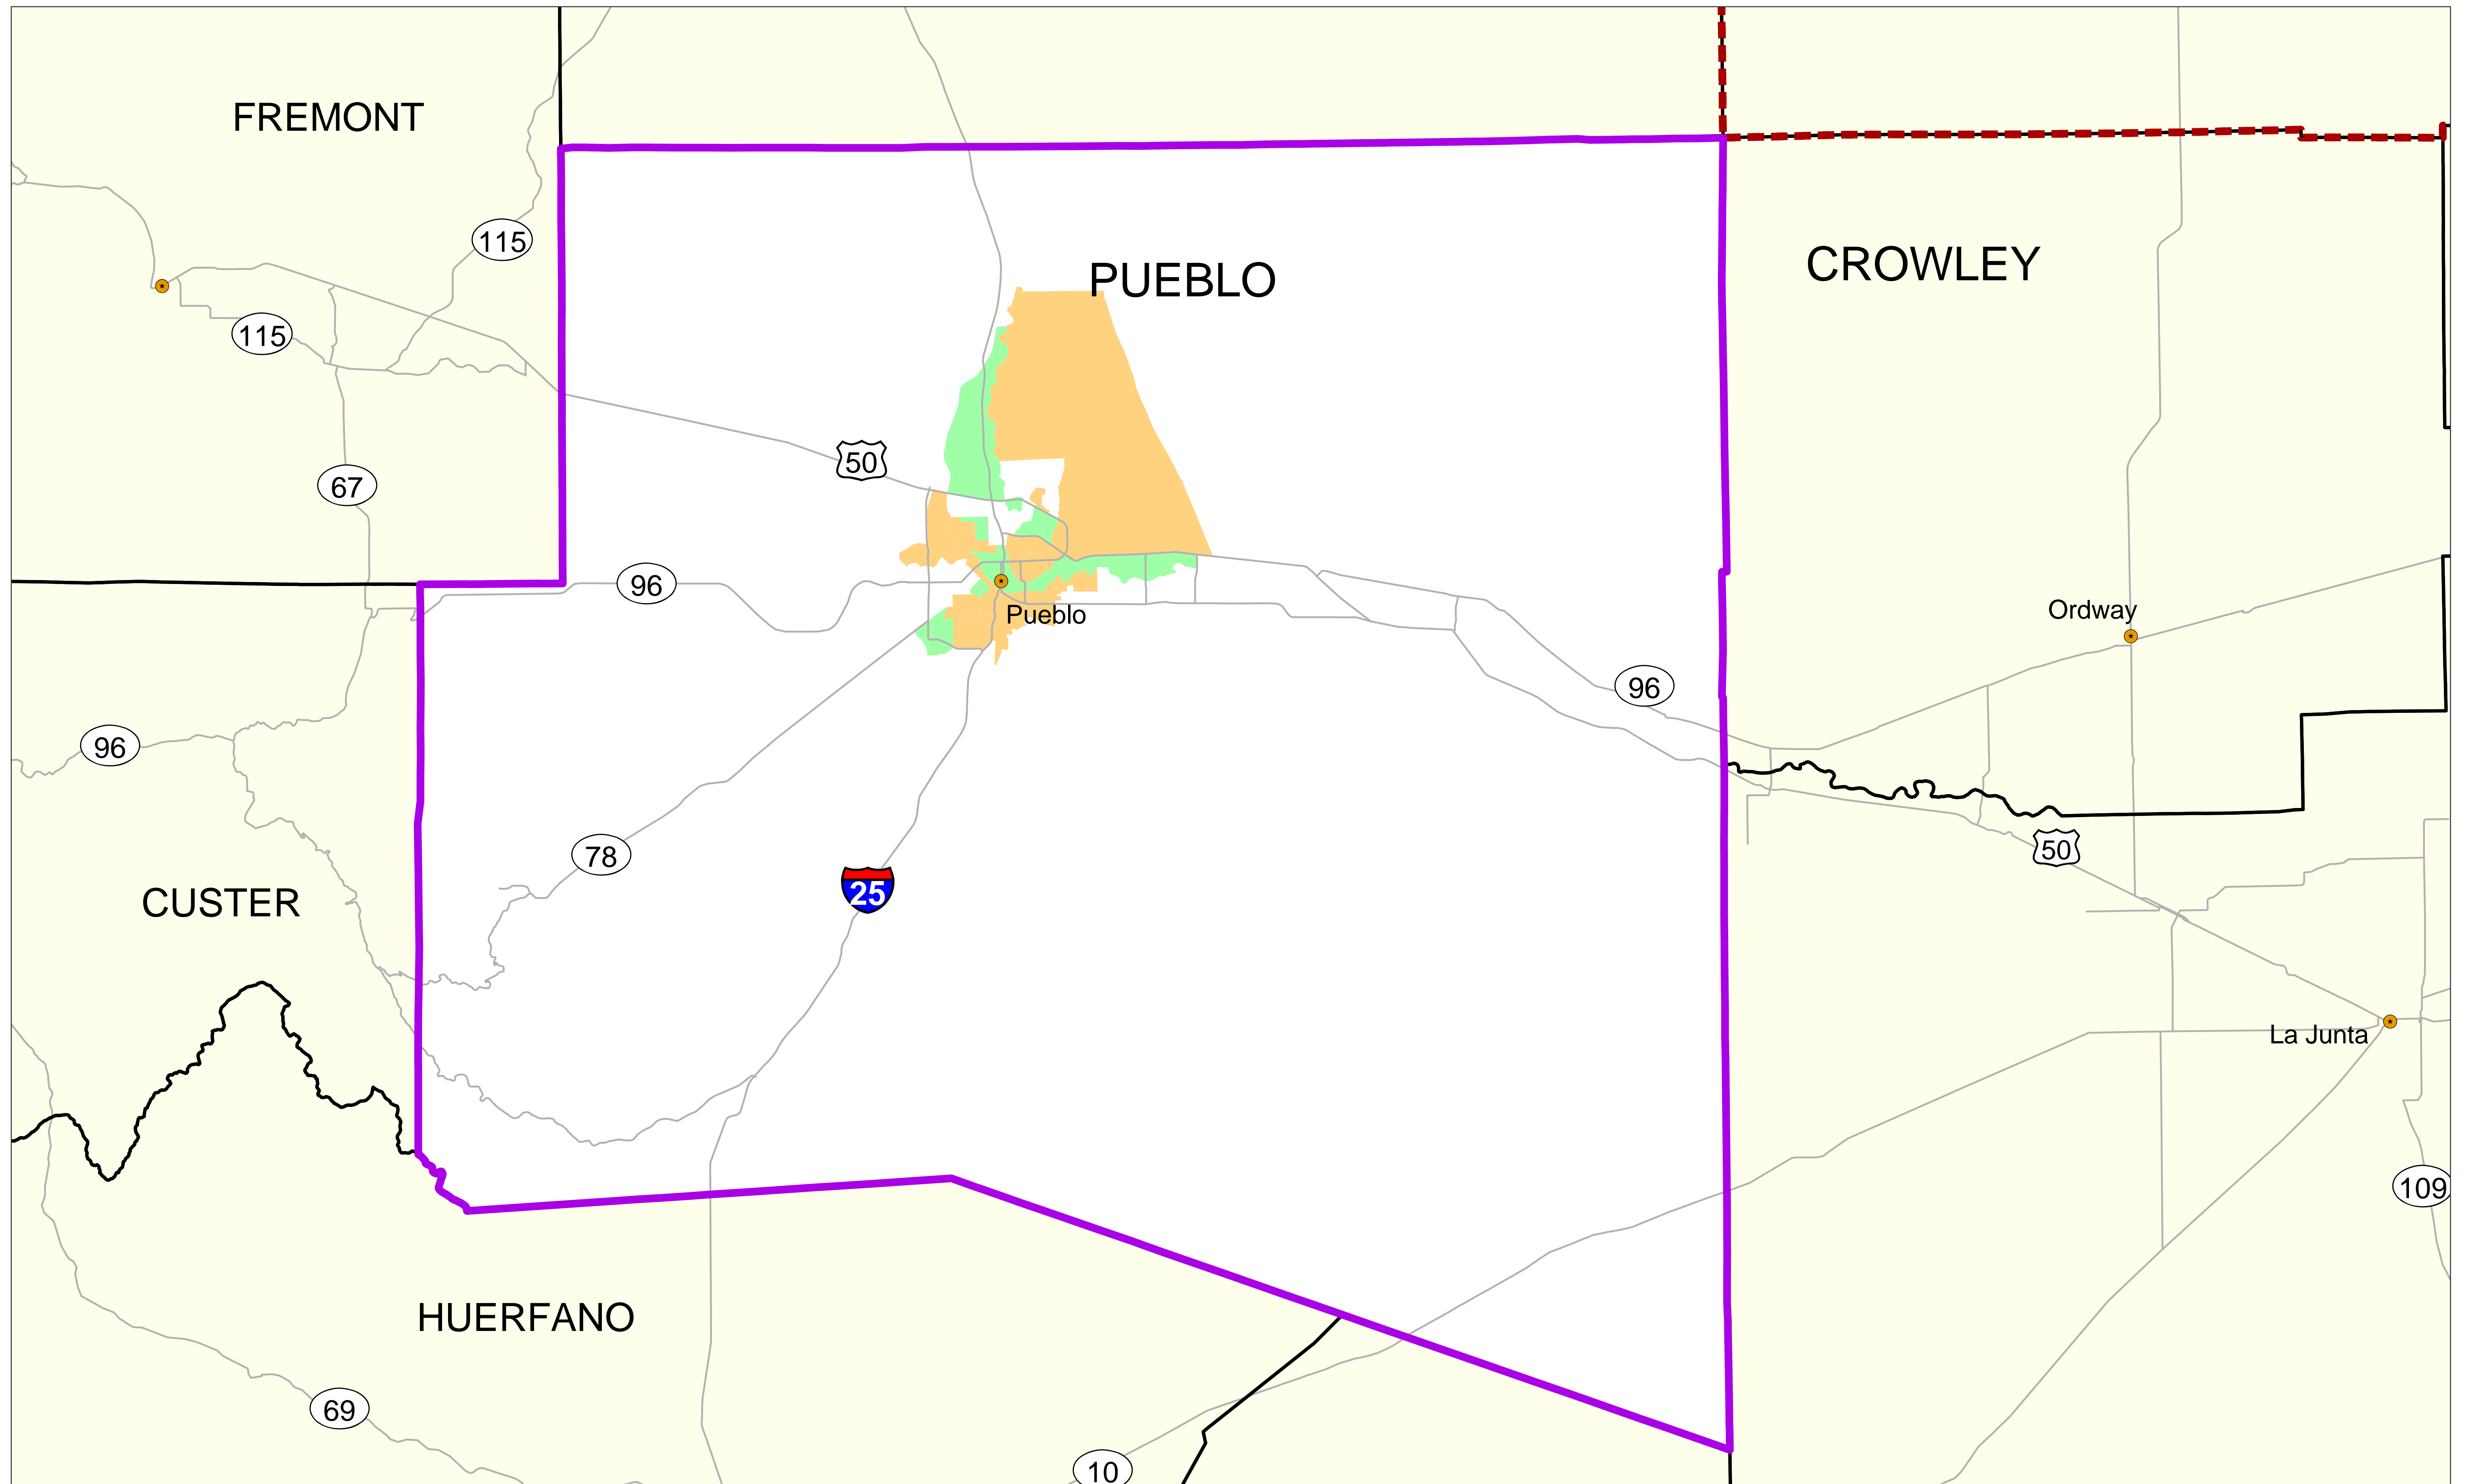 FREMONT
115
PUEBLO
CROWLEY
115
50
67
96
Pueblo
Ordway
96
96
50
78
25
CUSTER
La Junta
109
HUERFANO
69
10